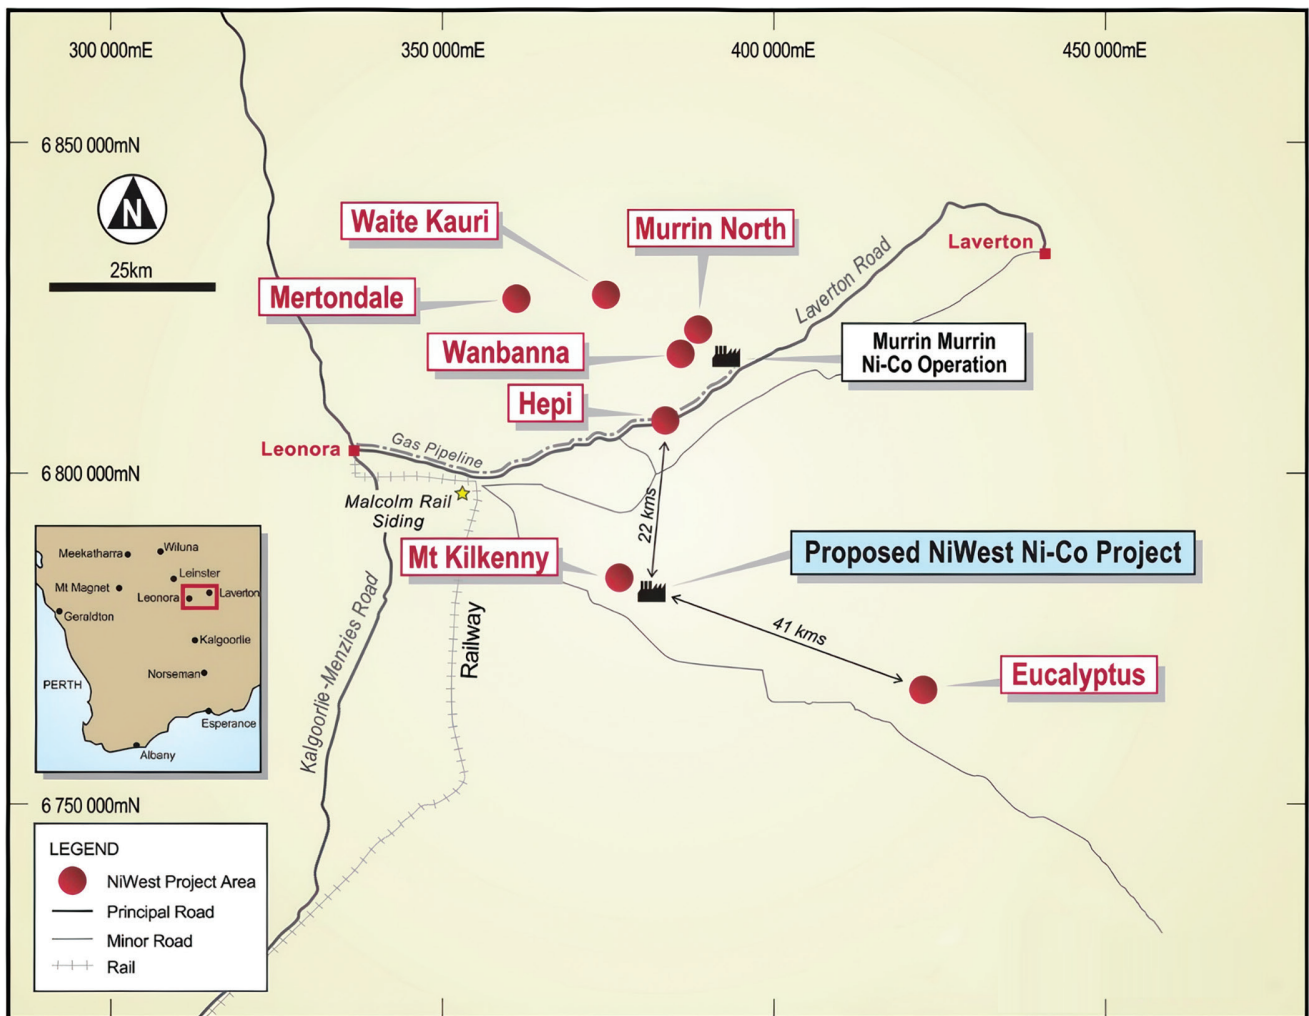 300 000mE
350 000mE
400 000mE
450 000mE
6 850 000mN
N
25km
Waite Kauri
Murrin North
Laverton
Laverton Road
Mertondale
Wanbanna
Murrin Murrin
Ni-Co Operation
Hepi
Leonora
Gas Pipeline
6 800 000mN
Malcolm Rail
Siding
22 kms
Mt Kilkenny
Proposed NiWest Ni-Co Project
41 kms
Eucalyptus
Kalgoorlie-Menzies Road
Railway
Meekatharra
Wiluna
Leinster
Mt Magnet
Leonora
Laverton
Geraldton
Kalgoorlie
Norseman
PERTH
Esperance
Albany
6 750 000mN
LEGEND
NiWest Project Area
Principal Road
Minor Road
Rail